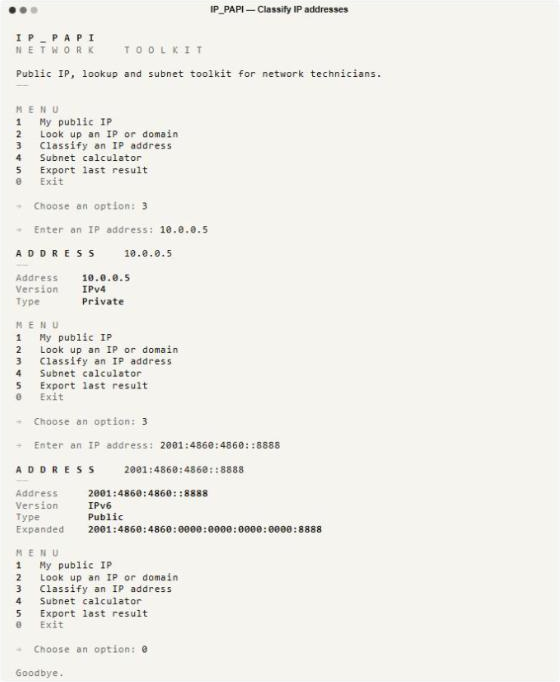 IP_PAPI — Classify IP addresses
IP_PAPI
NETWORK TOOLKIT
Public IP, lookup and subnet toolkit for network technicians.
MENU
1 My public IP
2 Look up an IP or domain
3 Classify an IP address
4 Subnet calculator
5 Export last result
0 Exit
→ Choose an option: 3
→ Enter an IP address: 10.0.0.5
ADDRESS 10.0.0.5
Address 10.0.0.5
Version IPv4
Type Private
MENU
1 My public IP
2 Look up an IP or domain
3 Classify an IP address
4 Subnet calculator
5 Export last result
0 Exit
→ Choose an option: 3
→ Enter an IP address: 2001:4860:4860::8888
ADDRESS 2001:4860:4860::8888
Address 2001:4860:4860::8888
Version IPv6
Type Public
Expanded 2001:4860:4860:0000:0000:0000:0000:8888
MENU
1 My public IP
2 Look up an IP or domain
3 Classify an IP address
4 Subnet calculator
5 Export last result
0 Exit
→ Choose an option: 0
Goodbye.